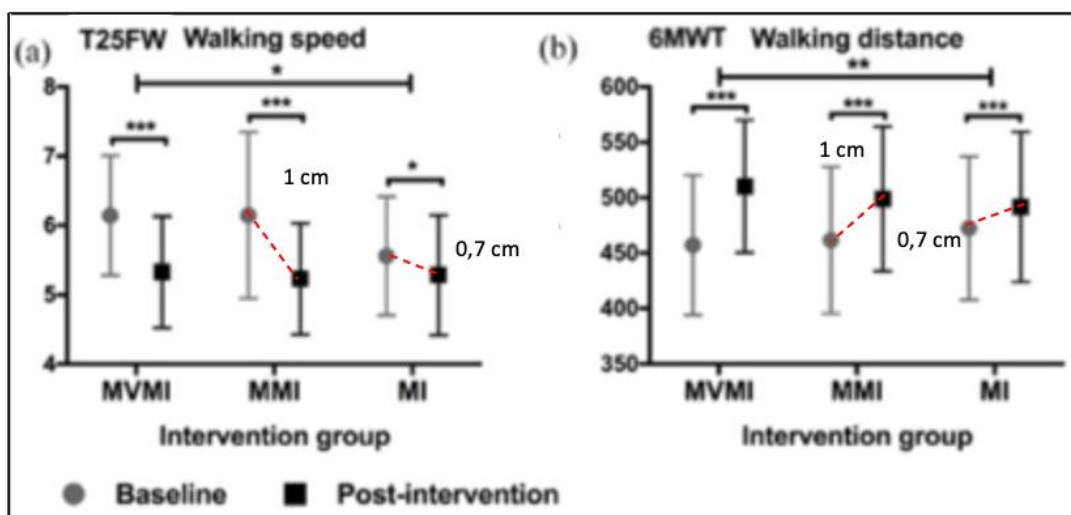 (a) T25FW Walking speed
*
***
***
*
8
7
6
5
4
1 cm
0,7 cm
MVMI MMI MI
Intervention group
(b) 6MWT Walking distance
**
***
***
***
600
550
500
450
400
350
1 cm
0,7 cm
MVMI MMI MI
Intervention group
Baseline Post-intervention